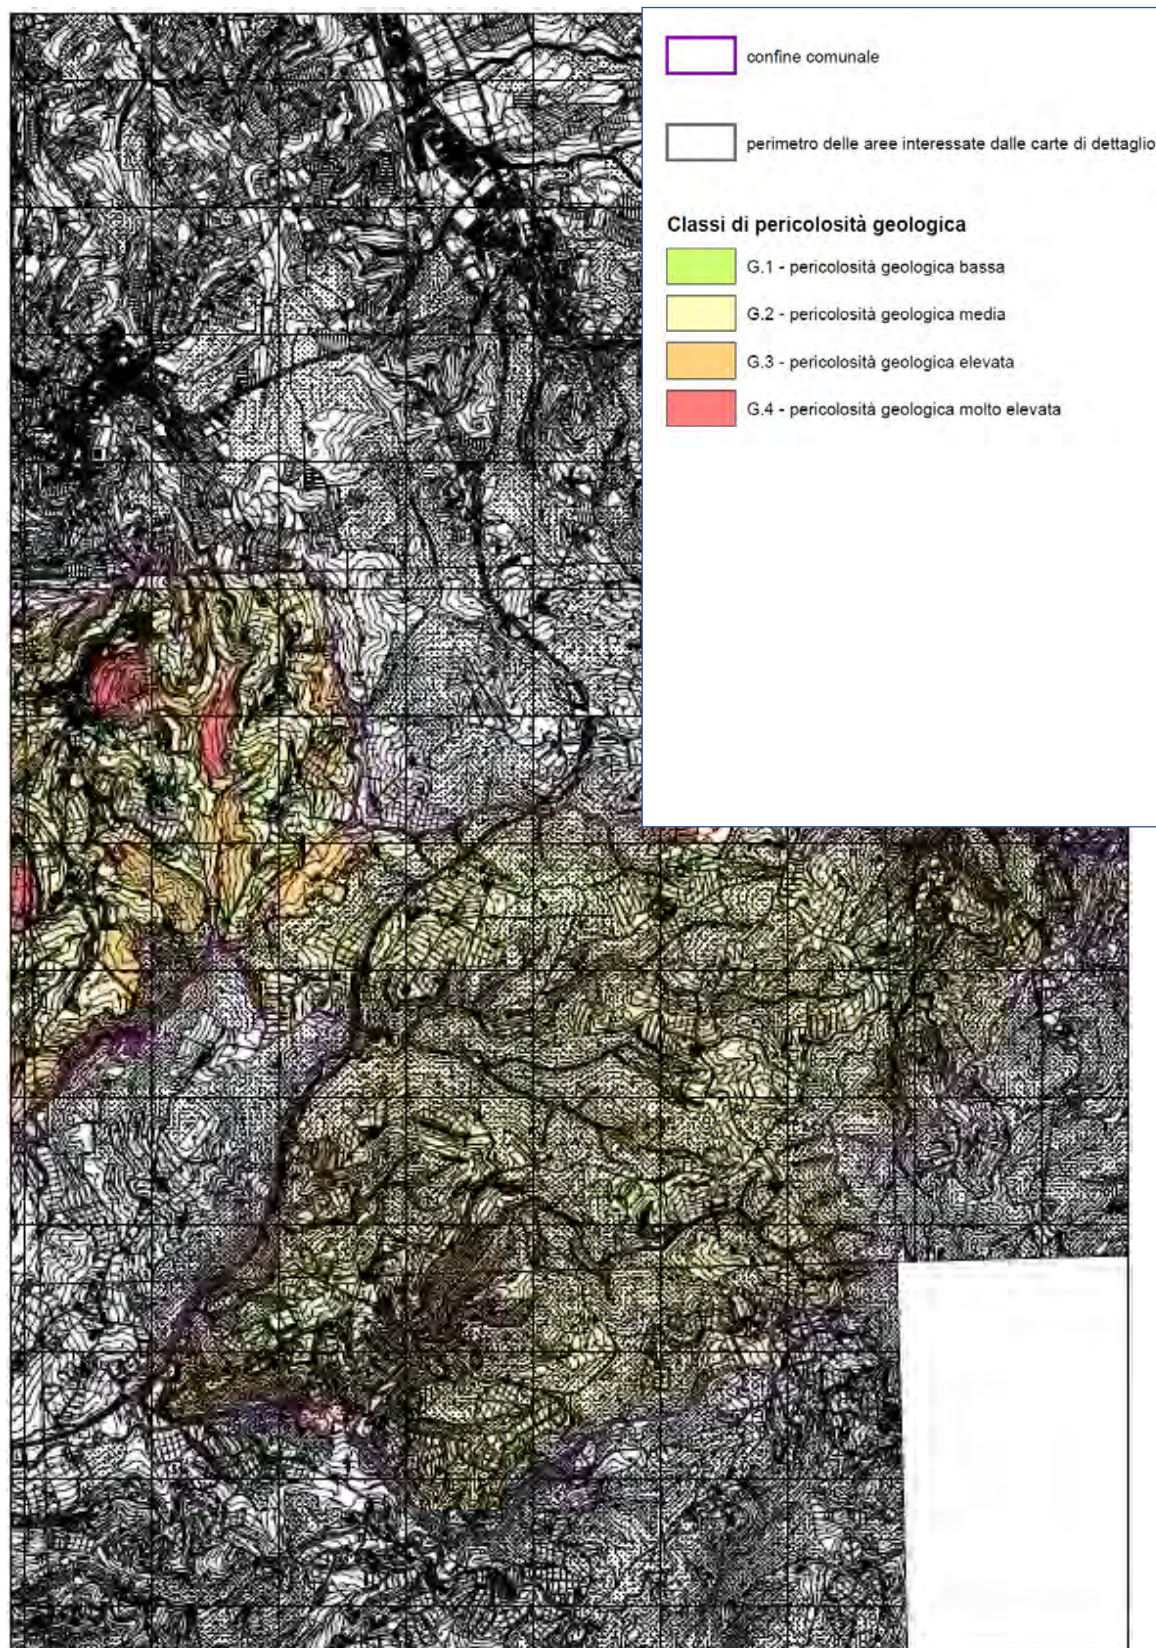 confine comunale
perimetro delle aree interessate dalle carte di dettaglio
Classi di pericolosità geologica
G.1 - pericolosità geologica bassa
G.2 - pericolosità geologica media
G.3 - pericolosità geologica elevata
G.4 - pericolosità geologica molto elevata